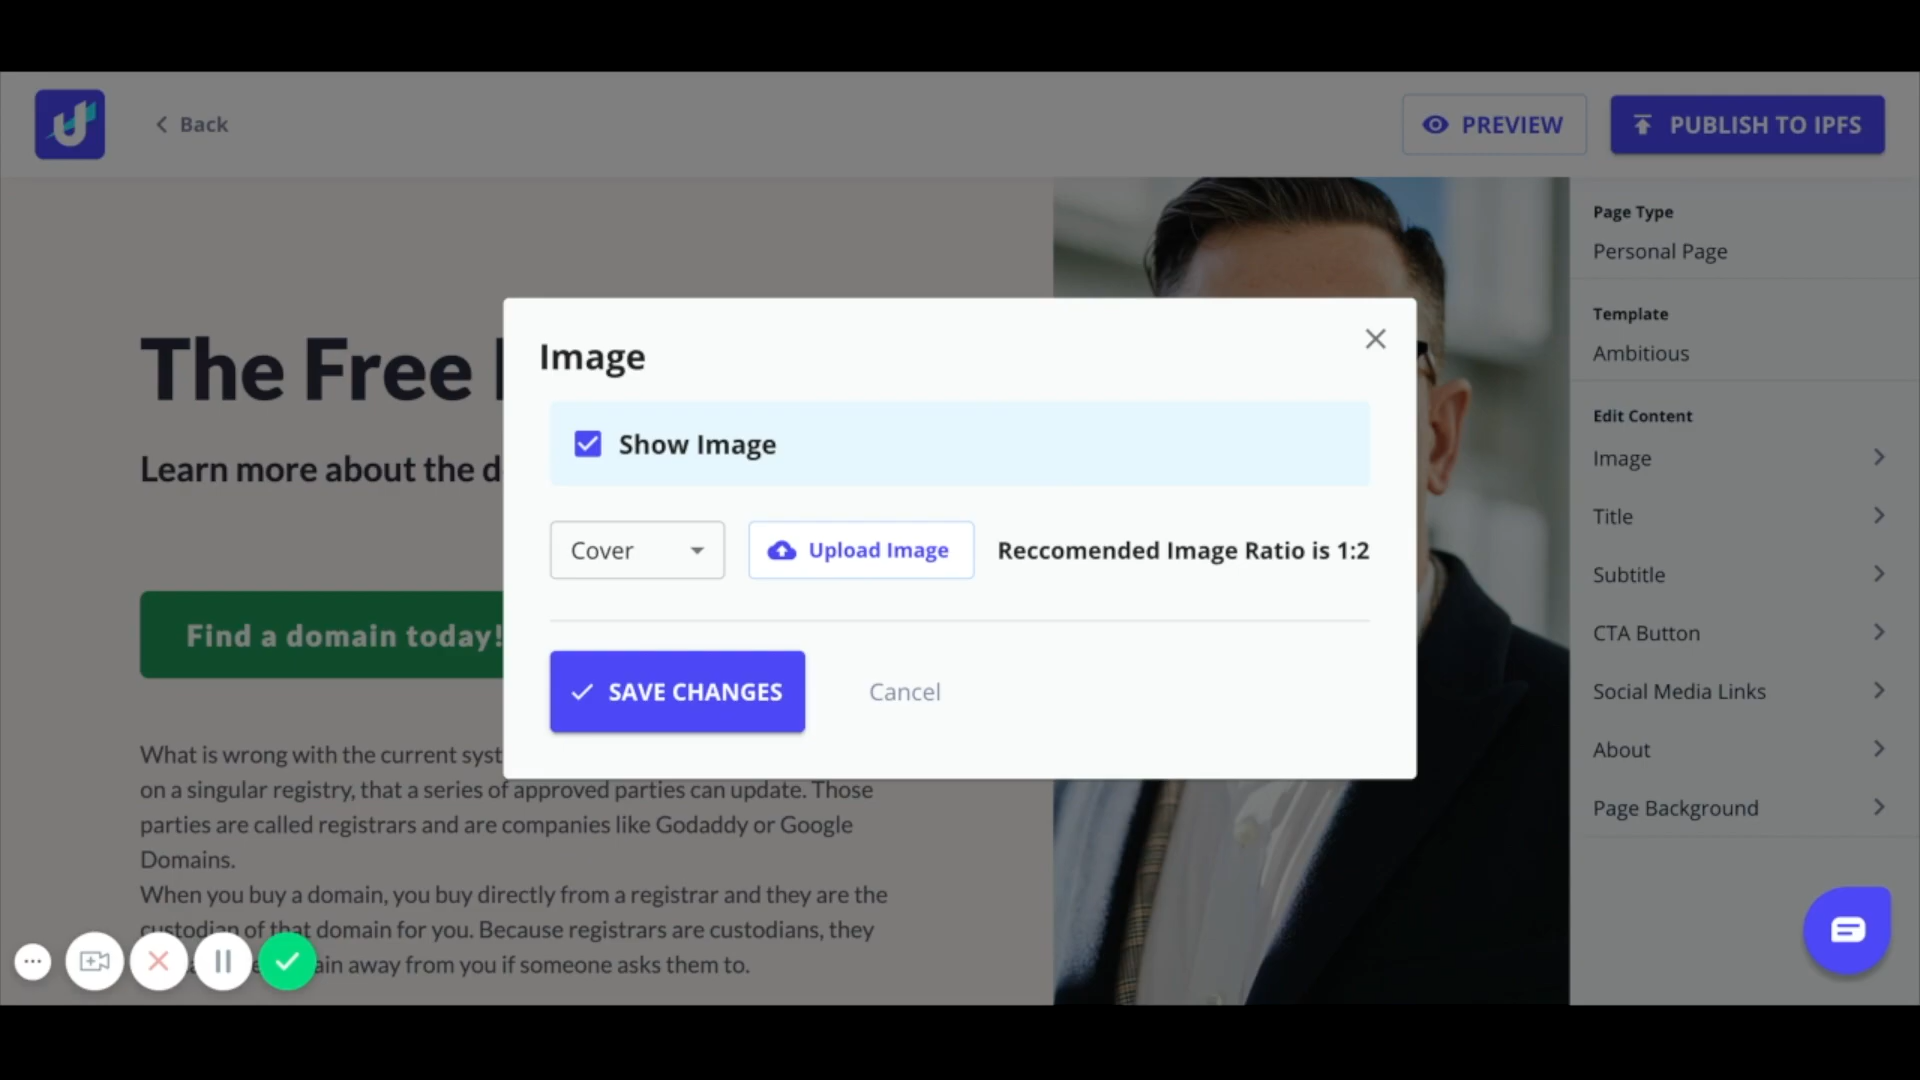 Back
PREVIEW
PUBLISH TO IPFS
Page Type
Personal Page
Template
Ambitious
Edit Content
Image
Title
Subtitle
CTA Button
Social Media Links
About
Page Background
The Free
Learn more about the d
Find a domain today!
What is wrong with the current syst
on a singular registry, that a series of approved parties can update. Those
parties are called registrars and are companies like Godaddy or Google
Domains.
When you buy a domain, you buy directly from a registrar and they are the
custodian of that domain for you. Because registrars are custodians, they
ain away from you if someone asks them to.
Image
Show Image
Cover
Upload Image
Reccomended Image Ratio is 1:2
SAVE CHANGES
Cancel